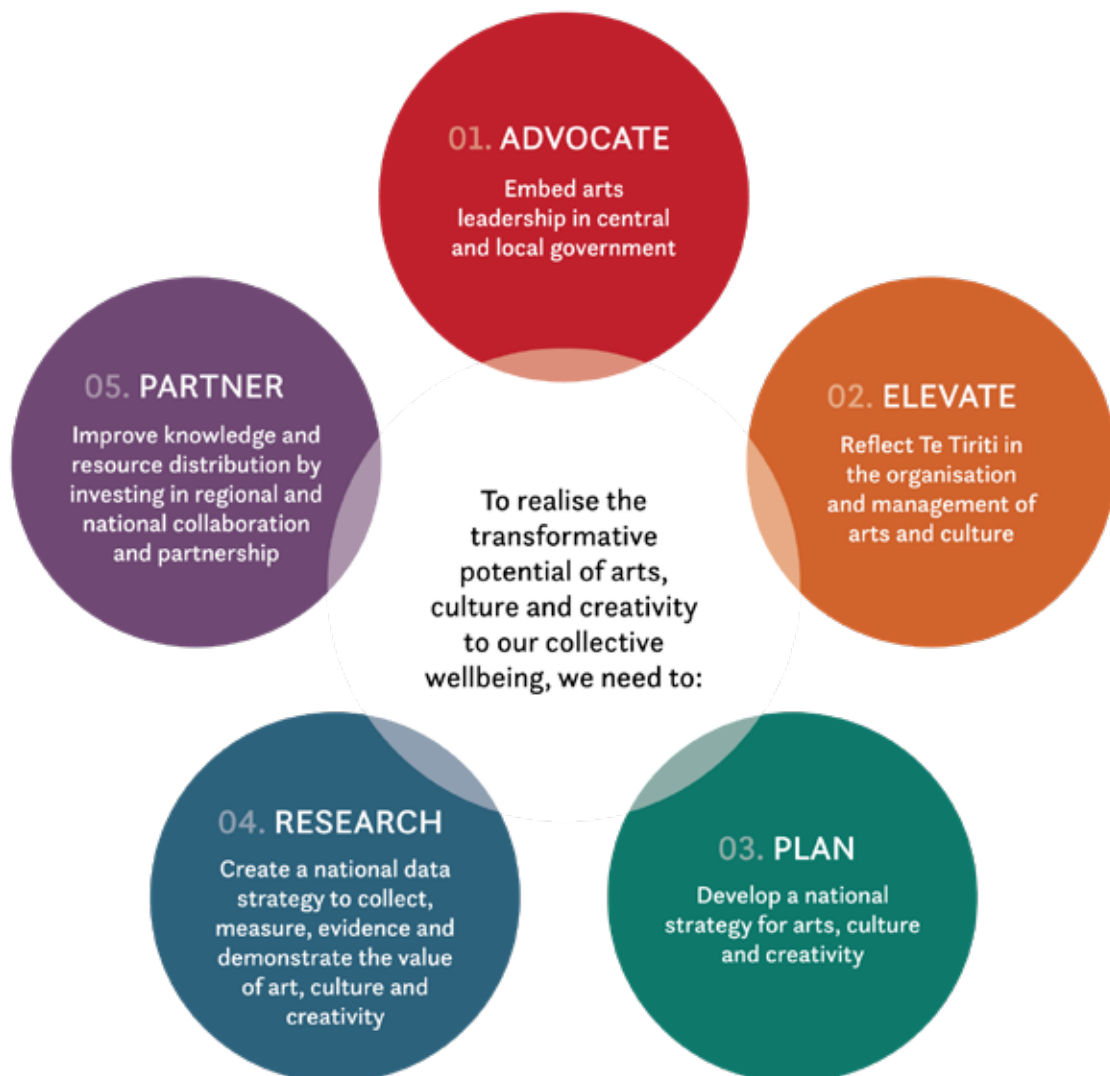 01. ADVOCATE
Embed arts
leadership in central
and local government
02. ELEVATE
Reflect Te Tiriti in
the organisation
and management of
arts and culture
03. PLAN
Develop a national
strategy for arts, culture
and creativity
04. RESEARCH
Create a national data
strategy to collect,
measure, evidence and
demonstrate the value
of art, culture and
creativity
05. PARTNER
Improve knowledge and
resource distribution by
investing in regional and
national collaboration
and partnership
To realise the
transformative
potential of arts,
culture and creativity
to our collective
wellbeing, we need to: